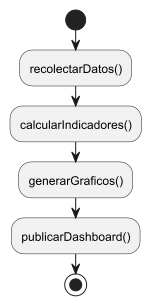 recolectarDatos()
calcularIndicadores()
generarGraficos()
publicarDashboard()